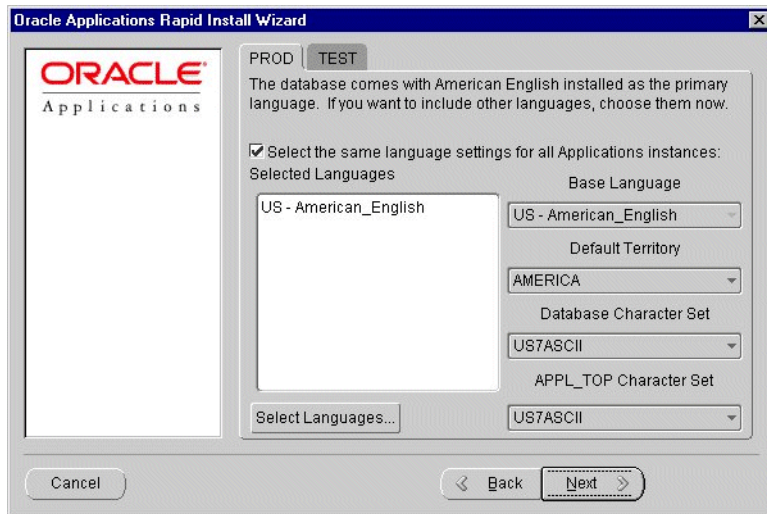 Oracle Applications Rapid Install Wizard
ORACLE
Applications
PROD
TEST
The database comes with American English installed as the primary
language. If you want to include other languages, choose them now.
Select the same language settings for all Applications instances:
Selected Languages
US - American_English
Select Languages...
Base Language
US - American_English
Default Territory
AMERICA
Database Character Set
US7ASCII
APPL_TOP Character Set
US7ASCII
Cancel
Back
Next